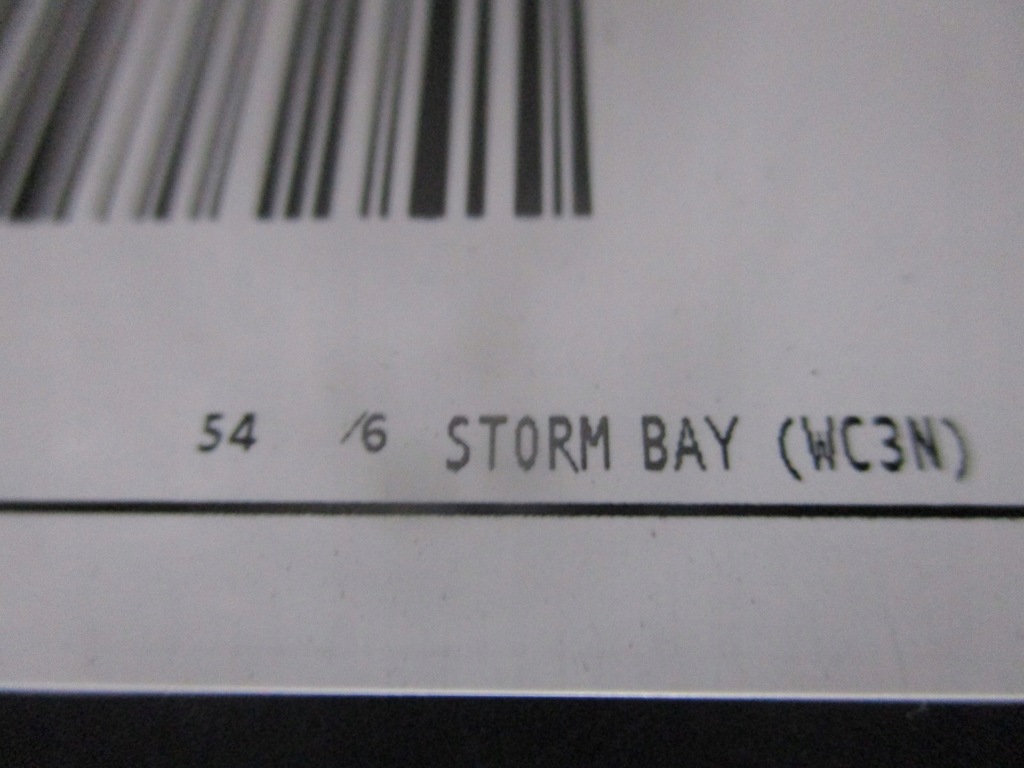 54 /6 STORM BAY (WC3N)